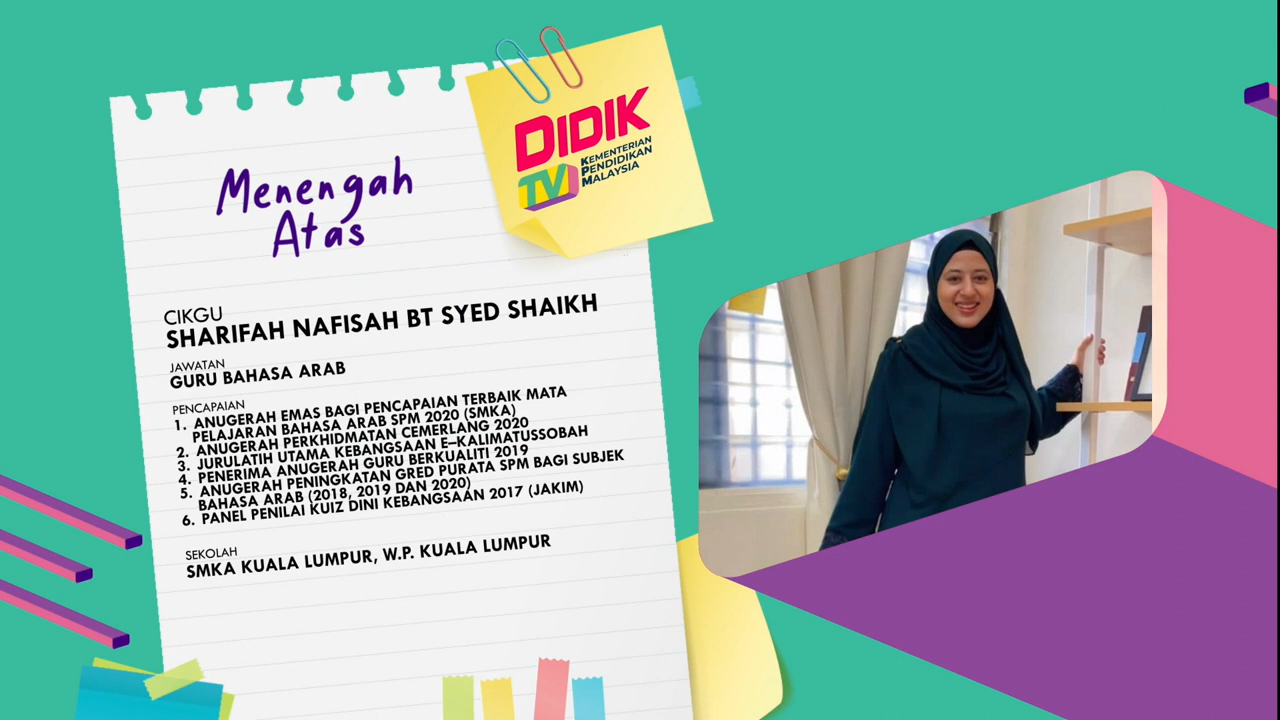 DIDIK
TV
KEMENTERIAN
PENDIDIKAN
MALAYSIA
Menengah
Atas
CIKGU
SHARIFAH NAFISAH BT SYED SHAIKH
JAWATAN
GURU BAHASA ARAB
PENCAPAIAN
1. ANUGERAH EMAS BAGI PENCAPAIAN TERBAIK MATA
PELAJARAN BAHASA ARAB SPM 2020 (SMKA)
2. ANUGERAH PERKHIDMATAN CEMERLANG 2020
3. JURULATIH UTAMA KEBANGSAAN E–KALIMATUSSOBAH
4. PENERIMA ANUGERAH GURU BERKUALITI 2019
5. ANUGERAH PENINGKATAN GRED PURATA SPM BAGI SUBJEK
BAHASA ARAB (2018, 2019 DAN 2020)
6. PANEL PENILAI KUIZ DINI KEBANGSAAN 2017 (JAKIM)
SEKOLAH
SMKA KUALA LUMPUR, W.P. KUALA LUMPUR